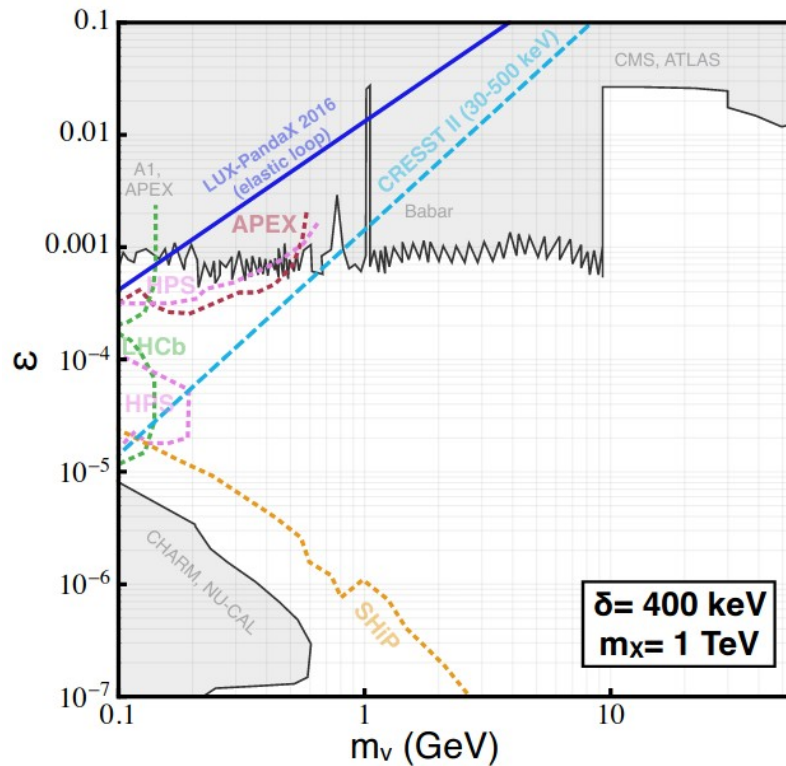 0.1
0.01
0.001
10⁻⁴
10⁻⁵
10⁻⁶
10⁻⁷
ε
CMS, ATLAS
LUX-PandaX 2016
(elastic loop)
CRESST II (30-500 keV)
A1,
APEX
APEX
Babar
HPS
LHCb
HPS
CHARM, NU-CAL
SHiP
δ= 400 keV
mₓ= 1 TeV
0.1
1
10
mᵥ (GeV)